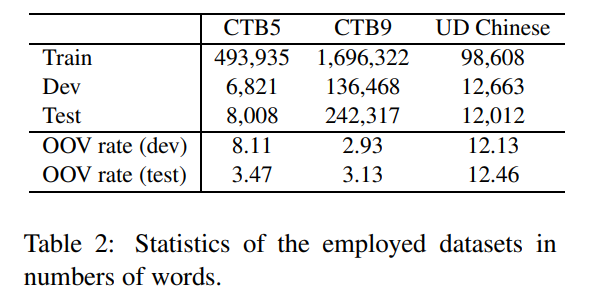 CTB5 CTB9 UD Chinese
Train 493,935 1,696,322 98,608
Dev 6,821 136,468 12,663
Test 8,008 242,317 12,012
OOV rate (dev) 8.11 2.93 12.13
OOV rate (test) 3.47 3.13 12.46
Table 2: Statistics of the employed datasets in
numbers of words.